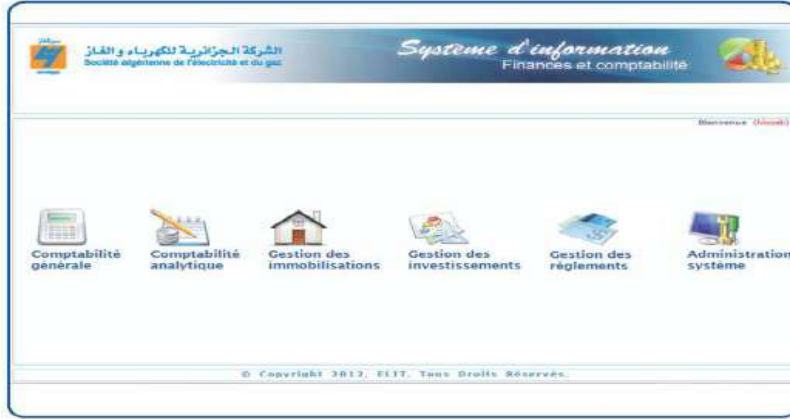 الشركة الجزائرية للكهرباء و الغاز
Société algérienne de l'électricité et du gaz
Système d'information
Finances et comptabilité
Bienvenue
Comptabilité générale
Comptabilité analytique
Gestion des immobilisations
Gestion des investissements
Gestion des règlements
Administration système
© Copyright 2012, ELIT. Tous Droits Réservés.